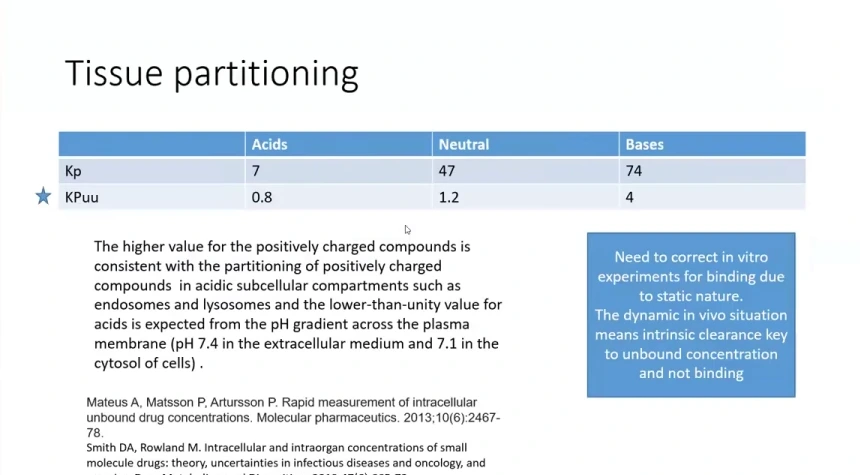 Tissue partitioning
Acids Neutral Bases
Kp 7 47 74
KPuu 0.8 1.2 4
The higher value for the positively charged compounds is
consistent with the partitioning of positively charged
compounds in acidic subcellular compartments such as
endosomes and lysosomes and the lower-than-unity value for
acids is expected from the pH gradient across the plasma
membrane (pH 7.4 in the extracellular medium and 7.1 in the
cytosol of cells) .
Need to correct in vitro
experiments for binding due
to static nature.
The dynamic in vivo situation
means intrinsic clearance key
to unbound concentration
and not binding
Mateus A, Matsson P, Artursson P. Rapid measurement of intracellular
unbound drug concentrations. Molecular pharmaceutics. 2013;10(6):2467-
78.
Smith DA, Rowland M. Intracellular and intraorgan concentrations of small
molecule drugs: theory, uncertainties in infectious diseases and oncology, and